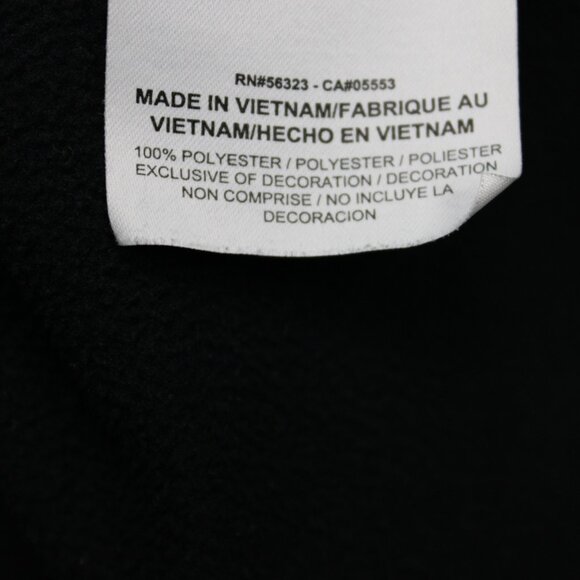 RN#56323 - CA#05553
MADE IN VIETNAM/FABRIQUE AU
VIETNAM/HECHO EN VIETNAM
100% POLYESTER / POLYESTER / POLIESTER
EXCLUSIVE OF DECORATION / DECORATION
NON COMPRISE / NO INCLUYE LA
DECORACION